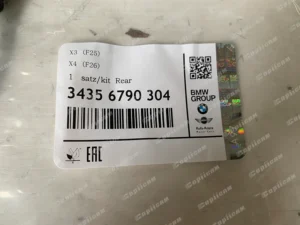 X3 (F25)
X4 (F26)
1 satz/kit Rear
3435 6790 304
BMW
GROUP
EAC